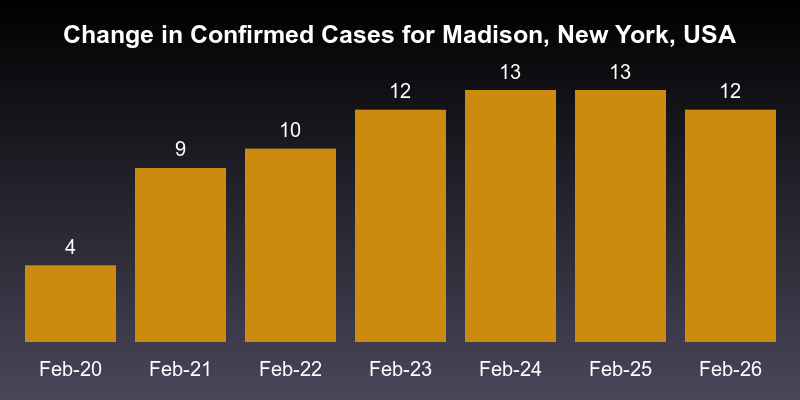 Change in Confirmed Cases for Madison, New York, USA
13 13
12 12
10
9
4
Feb-20 Feb-21 Feb-22 Feb-23 Feb-24 Feb-25 Feb-26